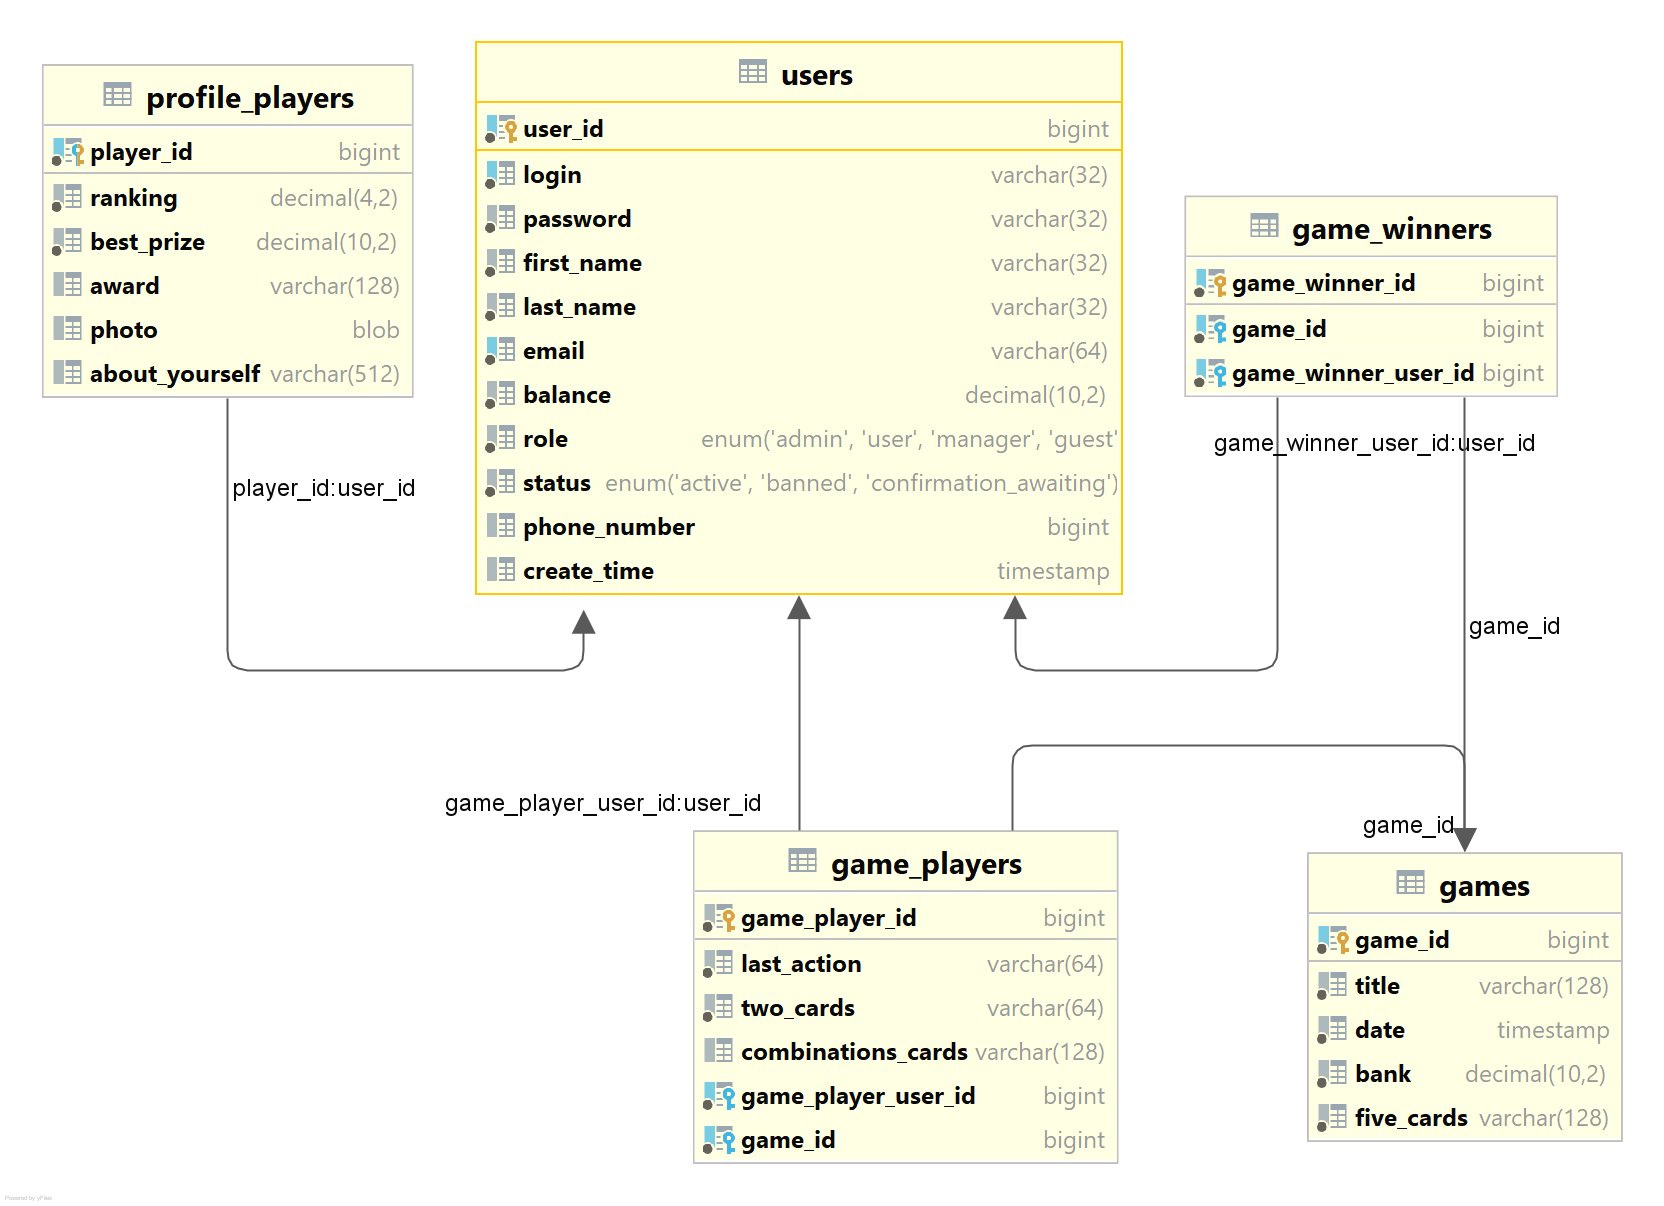 profile_players
player_id bigint
ranking decimal(4,2)
best_prize decimal(10,2)
award varchar(128)
photo blob
about_yourself varchar(512)
users
user_id bigint
login varchar(32)
password varchar(32)
first_name varchar(32)
last_name varchar(32)
email varchar(64)
balance decimal(10,2)
role enum('admin', 'user', 'manager', 'guest'
status enum('active', 'banned', 'confirmation_awaiting')
phone_number bigint
create_time timestamp
game_winners
game_winner_id bigint
game_id bigint
game_winner_user_id bigint
game_winner_user_id:user_id
player_id:user_id
game_id
game_player_user_id:user_id
game_id
game_players
game_player_id bigint
last_action varchar(64)
two_cards varchar(64)
combinations_cards varchar(128)
game_player_user_id bigint
game_id bigint
games
game_id bigint
title varchar(128)
date timestamp
bank decimal(10,2)
five_cards varchar(128)
Powered by yFiles